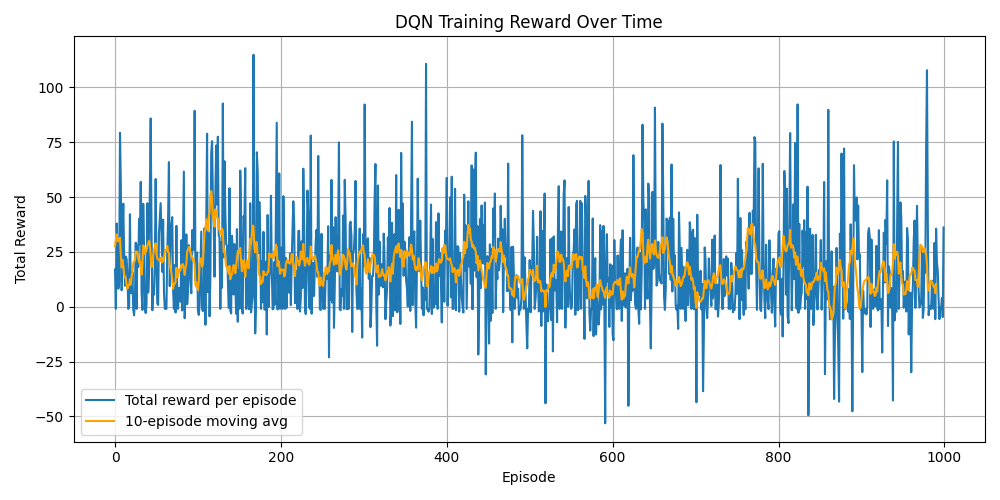 DQN Training Reward Over Time
Total Reward
100
75
50
25
0
−25
−50
Total reward per episode
10-episode moving avg
0
200
400
600
800
1000
Episode